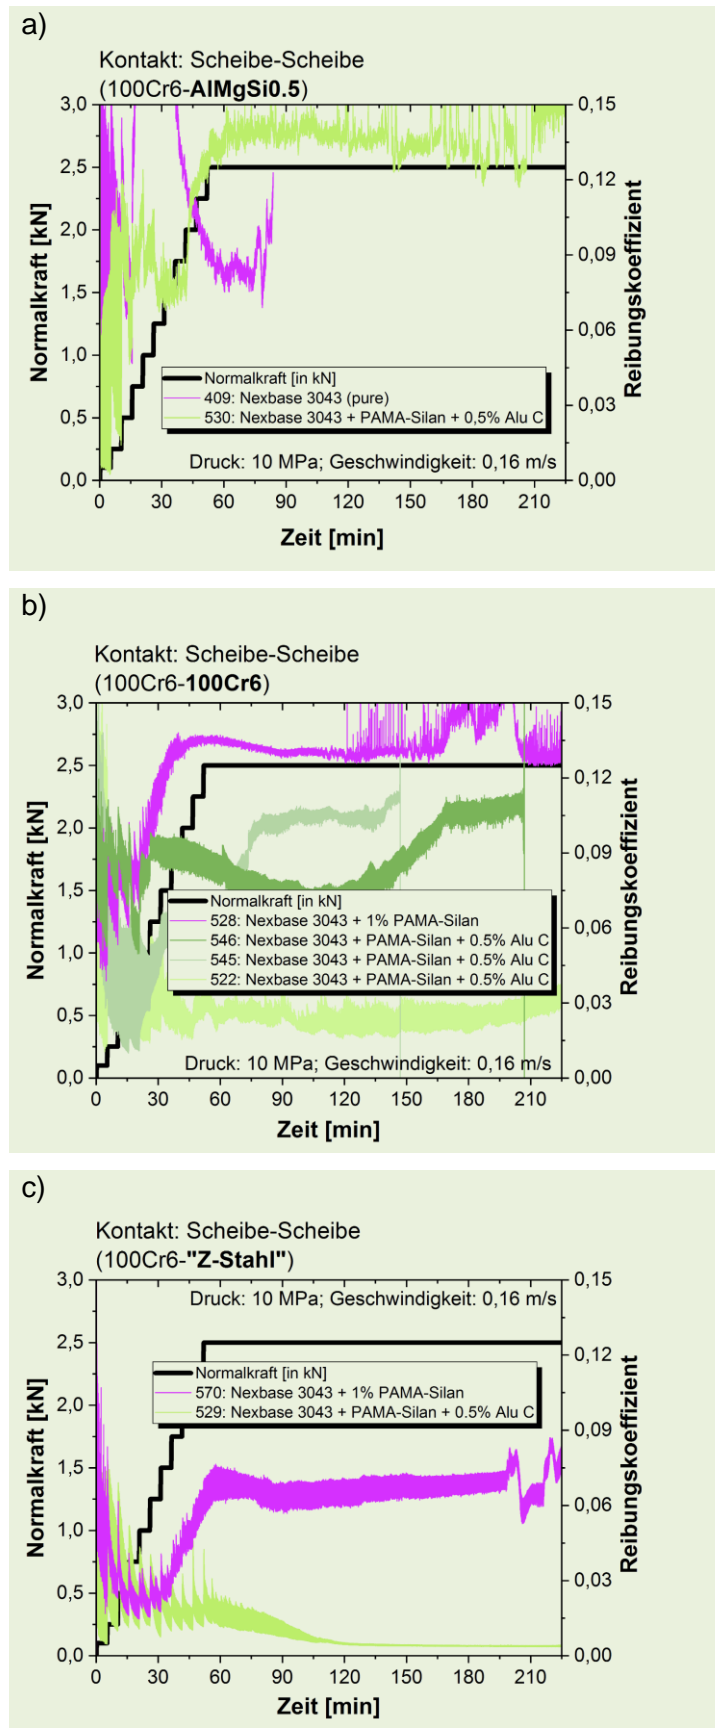 a)
Kontakt: Scheibe-Scheibe
(100Cr6-AlMgSi0.5)
3,0
2,5
2,0
1,5
1,0
0,5
0,0
Normalkraft [kN]
0,15
0,12
0,09
0,06
0,03
0,00
Reibungskoeffizient
Normalkraft [in kN]
409: Nexbase 3043 (pure)
530: Nexbase 3043 + PAMA-Silan + 0,5% Alu C
Druck: 10 MPa; Geschwindigkeit: 0,16 m/s
0 30 60 90 120 150 180 210
Zeit [min]
b)
Kontakt: Scheibe-Scheibe
(100Cr6-100Cr6)
3,0
2,5
2,0
1,5
1,0
0,5
0,0
Normalkraft [kN]
0,15
0,12
0,09
0,06
0,03
0,00
Reibungskoeffizient
Normalkraft [in kN]
528: Nexbase 3043 + 1% PAMA-Silan
546: Nexbase 3043 + PAMA-Silan + 0.5% Alu C
545: Nexbase 3043 + PAMA-Silan + 0.5% Alu C
522: Nexbase 3043 + PAMA-Silan + 0.5% Alu C
Druck: 10 MPa; Geschwindigkeit: 0,16 m/s
0 30 60 90 120 150 180 210
Zeit [min]
c)
Kontakt: Scheibe-Scheibe
(100Cr6-"Z-Stahl")
3,0
2,5
2,0
1,5
1,0
0,5
0,0
Normalkraft [kN]
0,15
0,12
0,09
0,06
0,03
0,00
Reibungskoeffizient
Druck: 10 MPa; Geschwindigkeit: 0,16 m/s
Normalkraft [in kN]
570: Nexbase 3043 + 1% PAMA-Silan
529: Nexbase 3043 + PAMA-Silan + 0.5% Alu C
0 30 60 90 120 150 180 210
Zeit [min]